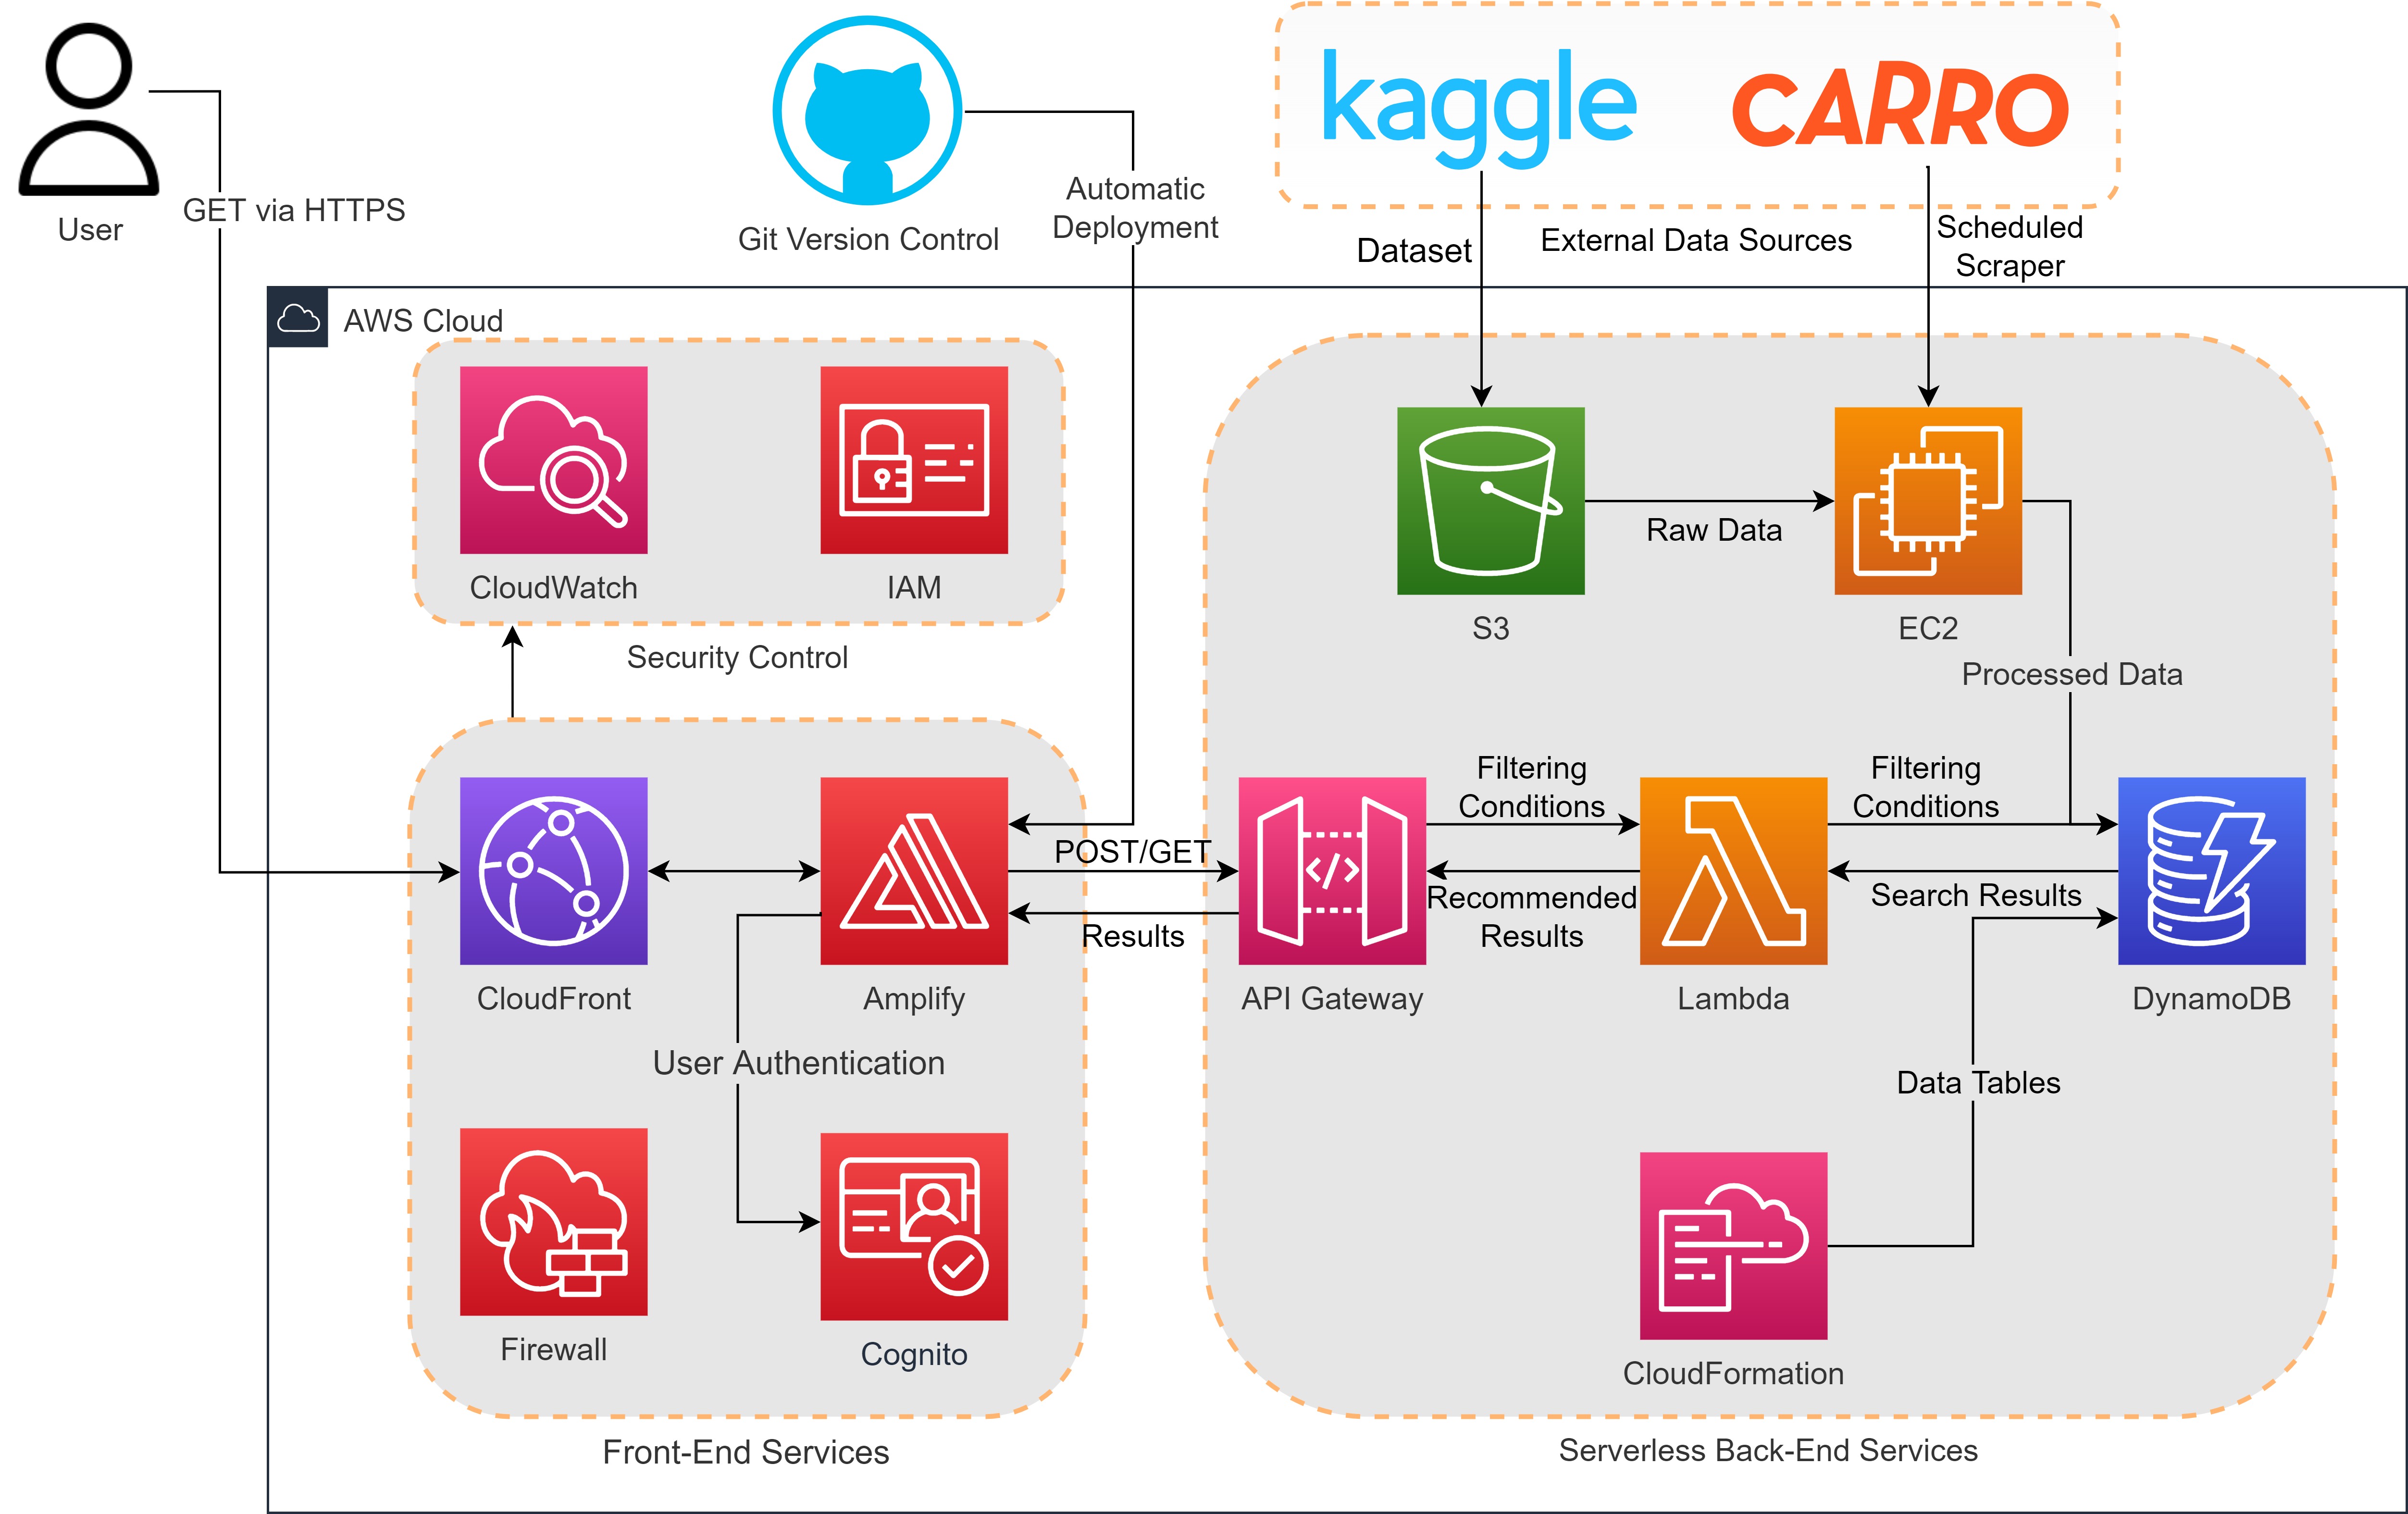 kaggle
CARRO
User
GET via HTTPS
Git Version Control
Automatic
Deployment
Dataset
External Data Sources
Scheduled
Scraper
AWS Cloud
CloudWatch
IAM
Security Control
S3
Raw Data
EC2
Processed Data
Filtering
Conditions
Filtering
Conditions
POST/GET
</>
Recommended
Results
Search Results
Results
CloudFront
Amplify
API Gateway
Lambda
DynamoDB
User Authentication
Data Tables
Firewall
Cognito
CloudFormation
Front-End Services
Serverless Back-End Services